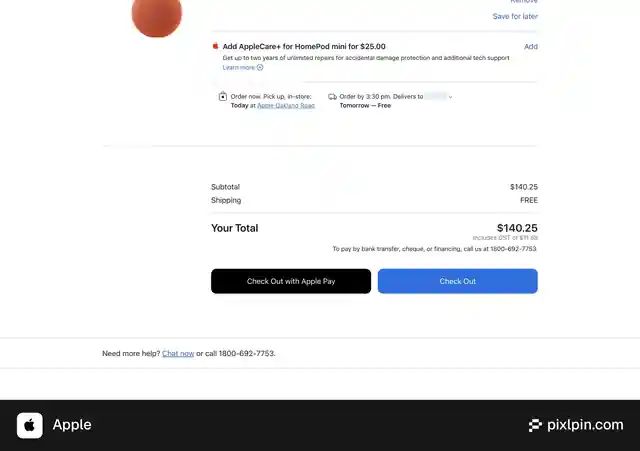 Remove
Save for later
Add AppleCare+ for HomePod mini for $25.00
Add
Get up to two years of unlimited repairs for accidental damage protection and additional tech support
Learn more
Order now. Pick up, in-store:
Today at Apple Oakland Road
Order by 3:30 pm. Delivers to
Tomorrow — Free
Subtotal
$140.25
Shipping
FREE
Your Total
$140.25
Includes GST of
To pay by bank transfer, cheque, or financing, call us at 1800-692-7753.
Check Out with Apple Pay
Check Out
Need more help? Chat now or call 1800-692-7753.
Apple
pixlpin.com